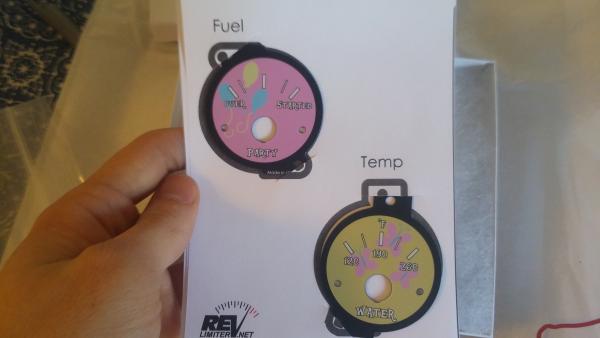 Fuel
OVER STARTED
PARTY
Temp
°F
120 190 260
WATER
REV
LIMITER.NET